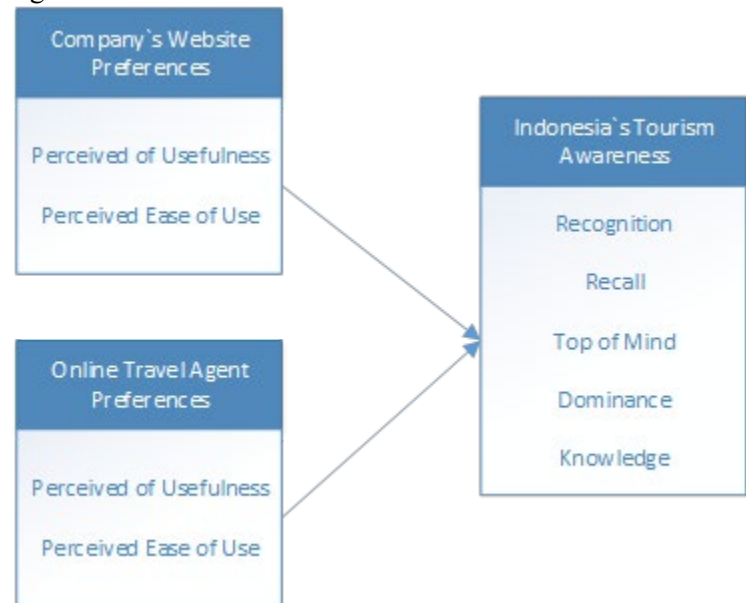 Company`s Website
Preferences
Perceived of Usefulness
Perceived Ease of Use
Online Travel Agent
Preferences
Perceived of Usefulness
Perceived Ease of Use
Indonesia`s Tourism
Awareness
Recognition
Recall
Top of Mind
Dominance
Knowledge